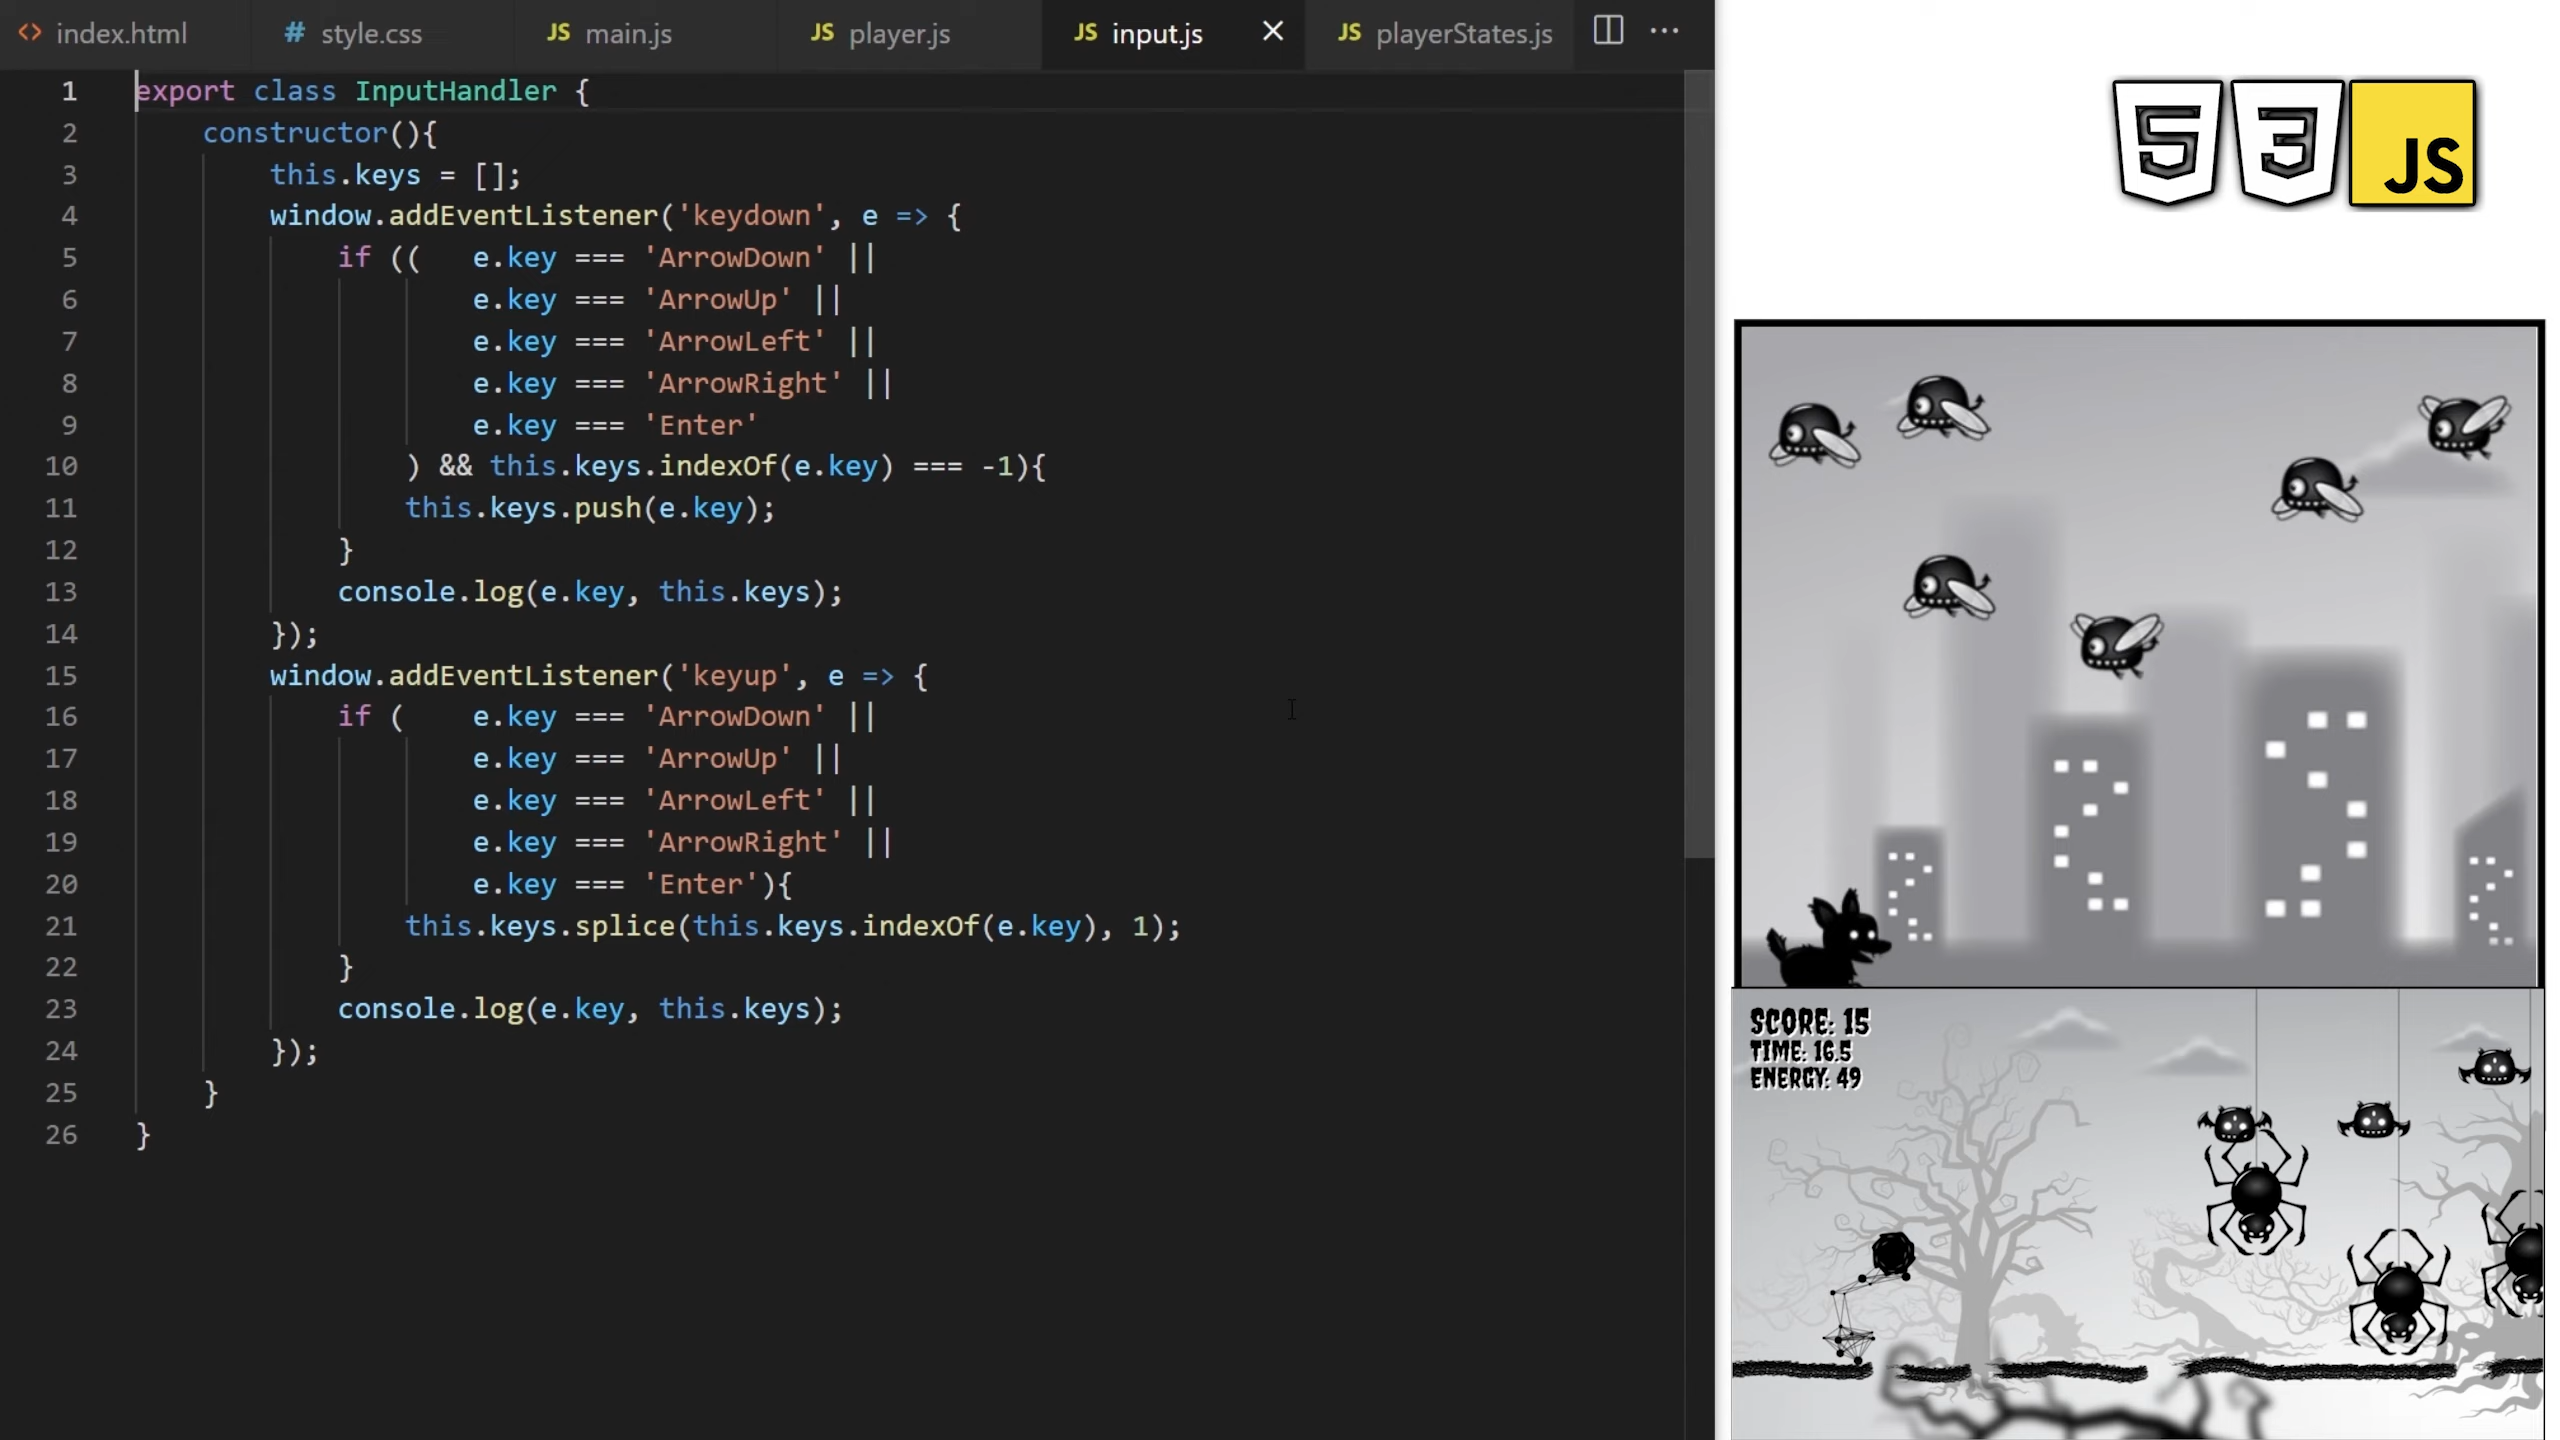 <> index.html # style.css JS main.js JS player.js JS input.js × JS playerStates.js ...
1 export class InputHandler {
2 constructor(){
3 this.keys = [];
4 window.addEventListener('keydown', e => {
5 if (( e.key === 'ArrowDown' ||
6 e.key === 'ArrowUp' ||
7 e.key === 'ArrowLeft' ||
8 e.key === 'ArrowRight' ||
9 e.key === 'Enter'
10 ) && this.keys.indexOf(e.key) === -1){
11 this.keys.push(e.key);
12 }
13 console.log(e.key, this.keys);
14 });
15 window.addEventListener('keyup', e => {
16 if ( e.key === 'ArrowDown' ||
17 e.key === 'ArrowUp' ||
18 e.key === 'ArrowLeft' ||
19 e.key === 'ArrowRight' ||
20 e.key === 'Enter'){
21 this.keys.splice(this.keys.indexOf(e.key), 1);
22 }
23 console.log(e.key, this.keys);
24 });
25 }
26 }
5 3 JS
SCORE: 15
TIME: 16.5
ENERGY: 49